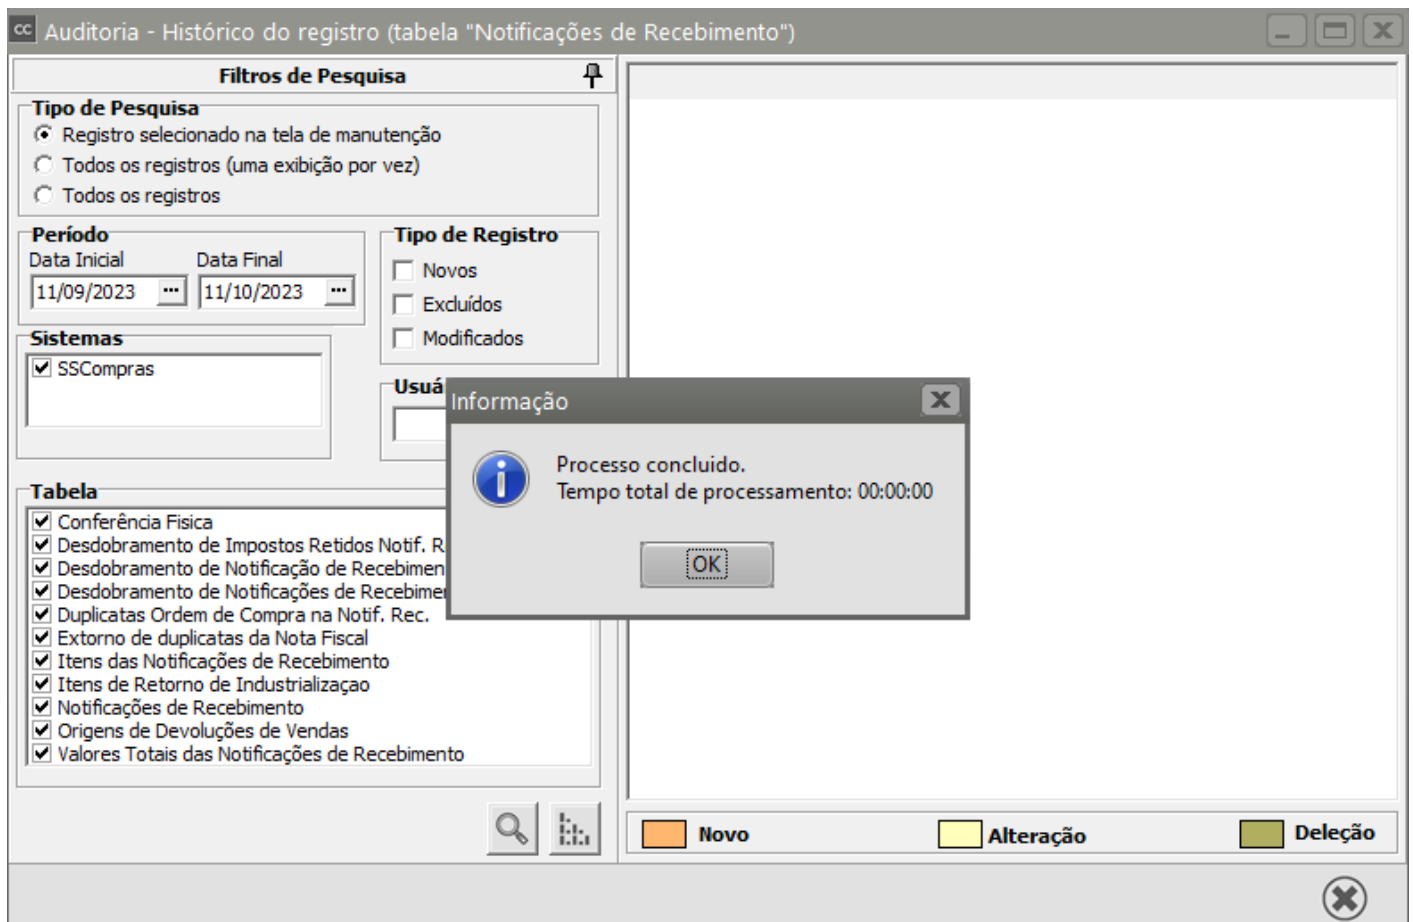 cc Auditoria - Histórico do registro (tabela "Notificações de Recebimento")
Filtros de Pesquisa
Tipo de Pesquisa
Registro selecionado na tela de manutenção
Todos os registros (uma exibição por vez)
Todos os registros
Período
Data Inicial Data Final
11/09/2023 ... 11/10/2023 ...
Tipo de Registro
Novos
Excluídos
Modificados
Sistemas
SSCompras
Usuá
Informação
Processo concluido.
Tempo total de processamento: 00:00:00
OK
Tabela
Conferência Fisica
Desdobramento de Impostos Retidos Notif. R
Desdobramento de Notificação de Recebimen
Desdobramento de Notificações de Recebime
Duplicatas Ordem de Compra na Notif. Rec.
Extorno de duplicatas da Nota Fiscal
Itens das Notificações de Recebimento
Itens de Retorno de Industrializaçao
Notificações de Recebimento
Origens de Devoluções de Vendas
Valores Totais das Notificações de Recebimento
Novo Alteração Deleção